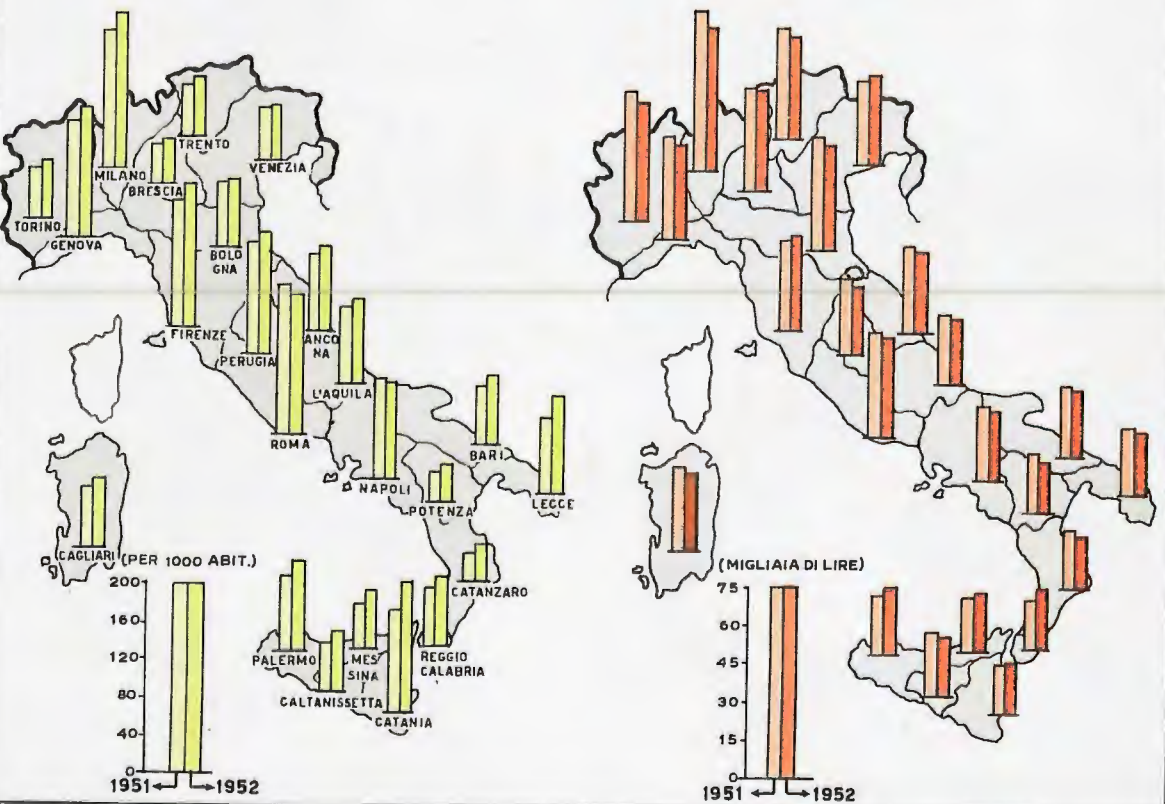 TRENTO
MILANO
BRESCIA
VENEZIA
TORINO
GENOVA
BOLO
GNA
FIRENZE
PERUGIA
ANCO
NA
L'AQUILA
ROMA
NAPOLI
BARI
POTENZA
LECCE
CAGLIARI
(PER 1000 ABIT.)
200
160
120
80
40
0
1951
1952
CATANZARO
PALERMO
MES
SINA
REGGIO
CALABRIA
CALTANISSETTA
CATANIA
(MIGLIAIA DI LIRE)
75
60
45
30
15
0
1951
1952